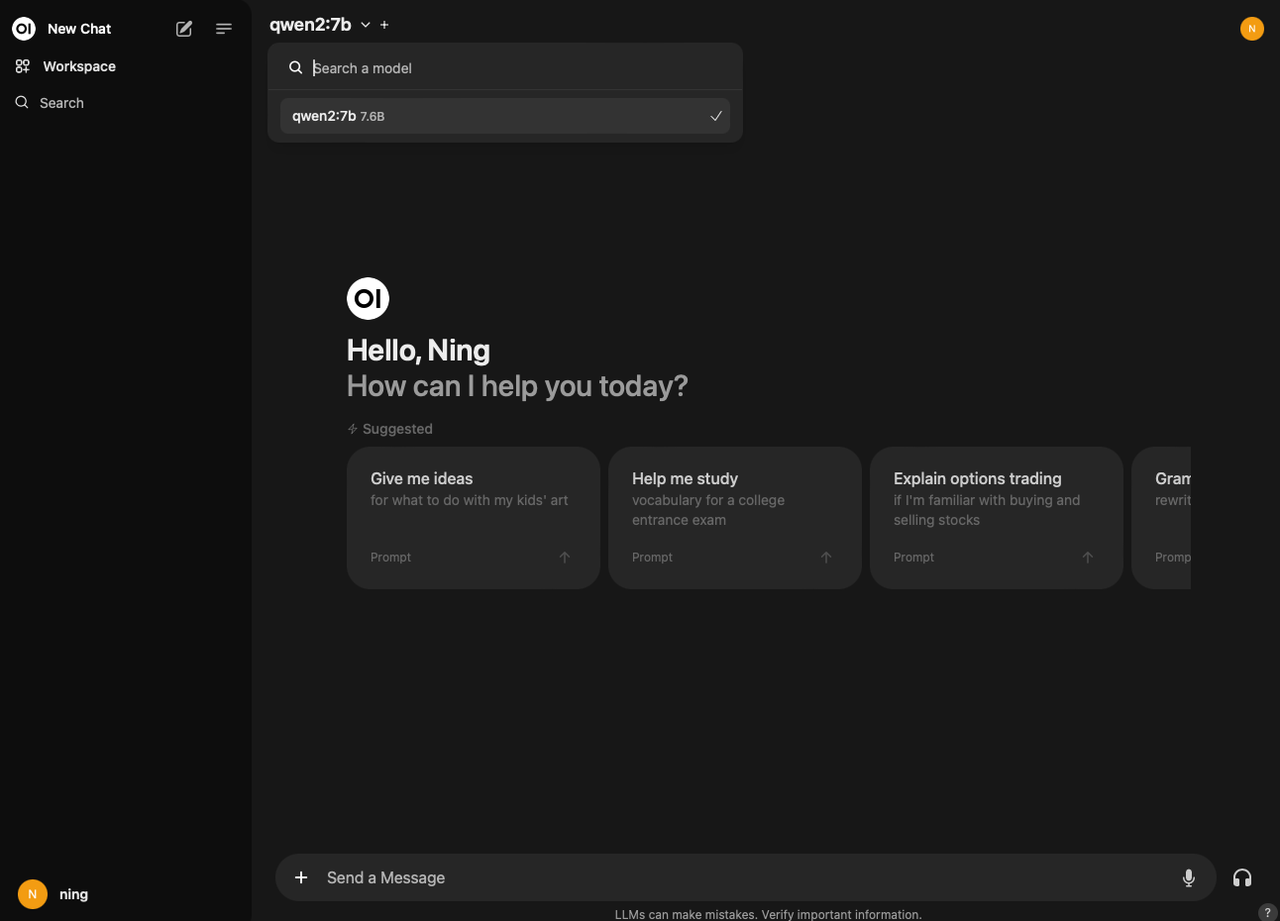 OI New Chat
Workspace
Search
qwen2:7b
N
Search a model
qwen2:7b 7.6B
OI
Hello, Ning
How can I help you today?
Suggested
Give me ideas
for what to do with my kids' art
Prompt
Help me study
vocabulary for a college
entrance exam
Prompt
Explain options trading
if I'm familiar with buying and
selling stocks
Prompt
Gram
rewrit
Promp
Send a Message
N ning
LLMs can make mistakes. Verify important information.
?